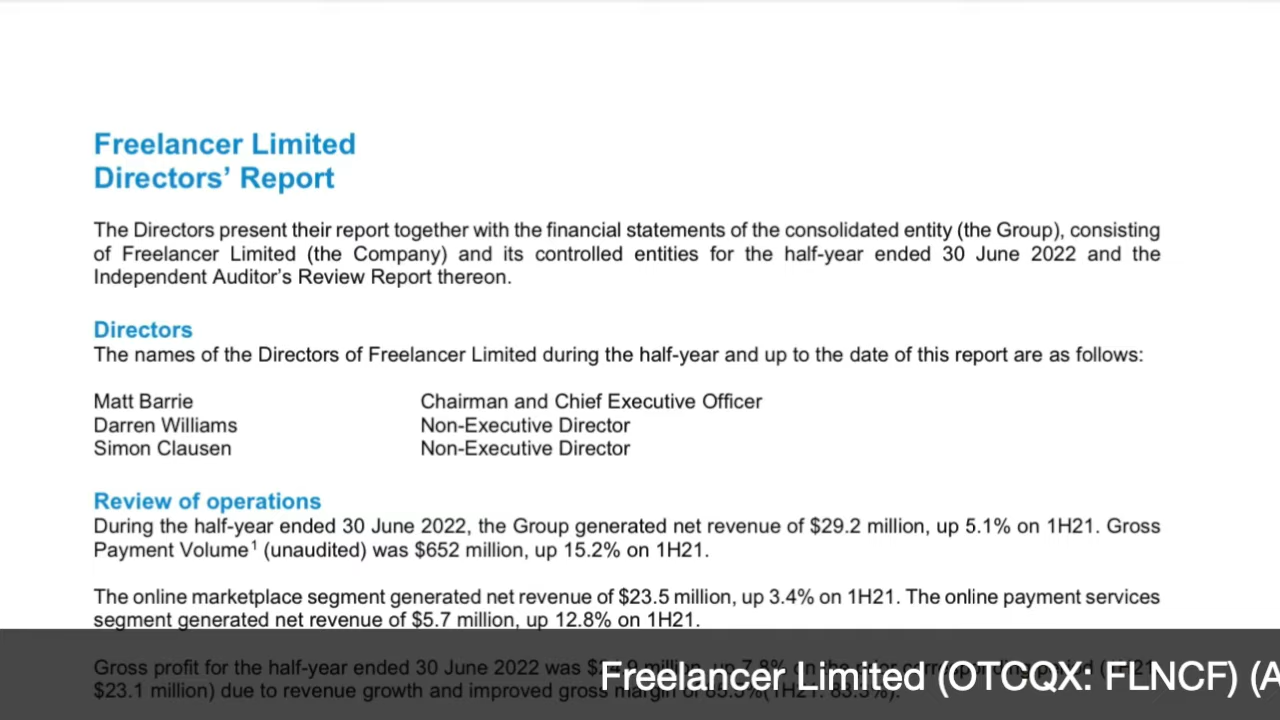 Freelancer Limited
Directors’ Report
The Directors present their report together with the financial statements of the consolidated entity (the Group), consisting
of Freelancer Limited (the Company) and its controlled entities for the half-year ended 30 June 2022 and the
Independent Auditor’s Review Report thereon.
Directors
The names of the Directors of Freelancer Limited during the half-year and up to the date of this report are as follows:
Matt Barrie Chairman and Chief Executive Officer
Darren Williams Non-Executive Director
Simon Clausen Non-Executive Director
Review of operations
During the half-year ended 30 June 2022, the Group generated net revenue of $29.2 million, up 5.1% on 1H21. Gross
Payment Volume¹ (unaudited) was $652 million, up 15.2% on 1H21.
The online marketplace segment generated net revenue of $23.5 million, up 3.4% on 1H21. The online payment services
segment generated net revenue of $5.7 million, up 12.8% on 1H21.
Gross profit for the half-year ended 30 June 2022 was
$23.1 million) due to revenue growth and improved gross
Freelancer Limited (OTCQX: FLNCF) (A